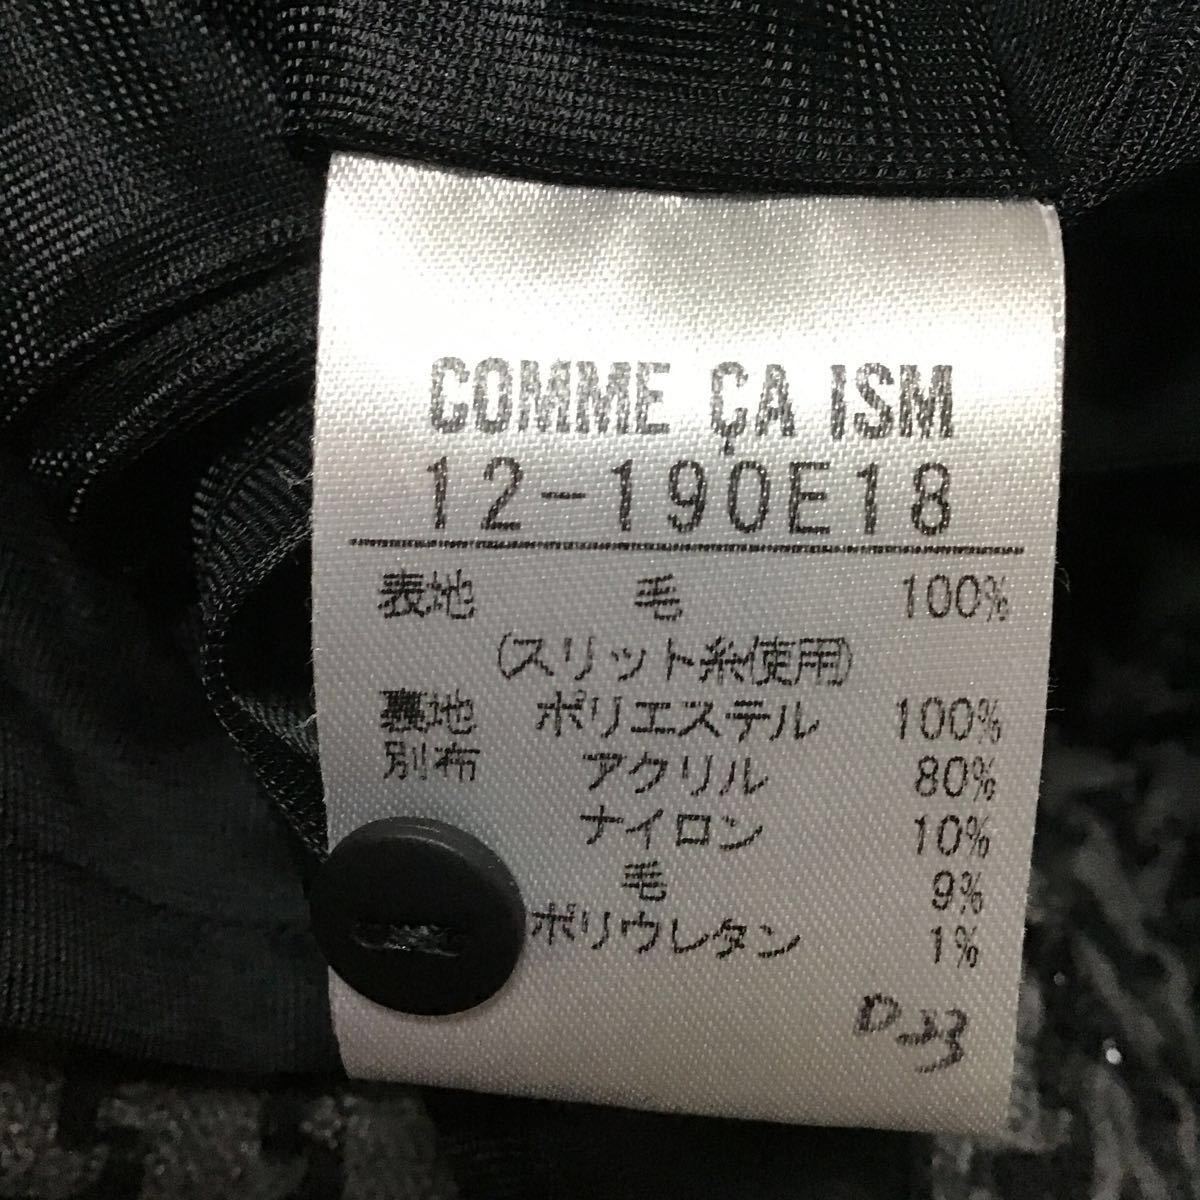 COMME ÇA ISM
12-190E18
表地 毛 100%
(スリット糸使用)
裏地 ポリエステル 100%
別布 アクリル 80%
ナイロン 10%
毛 9%
ポリウレタン 1%